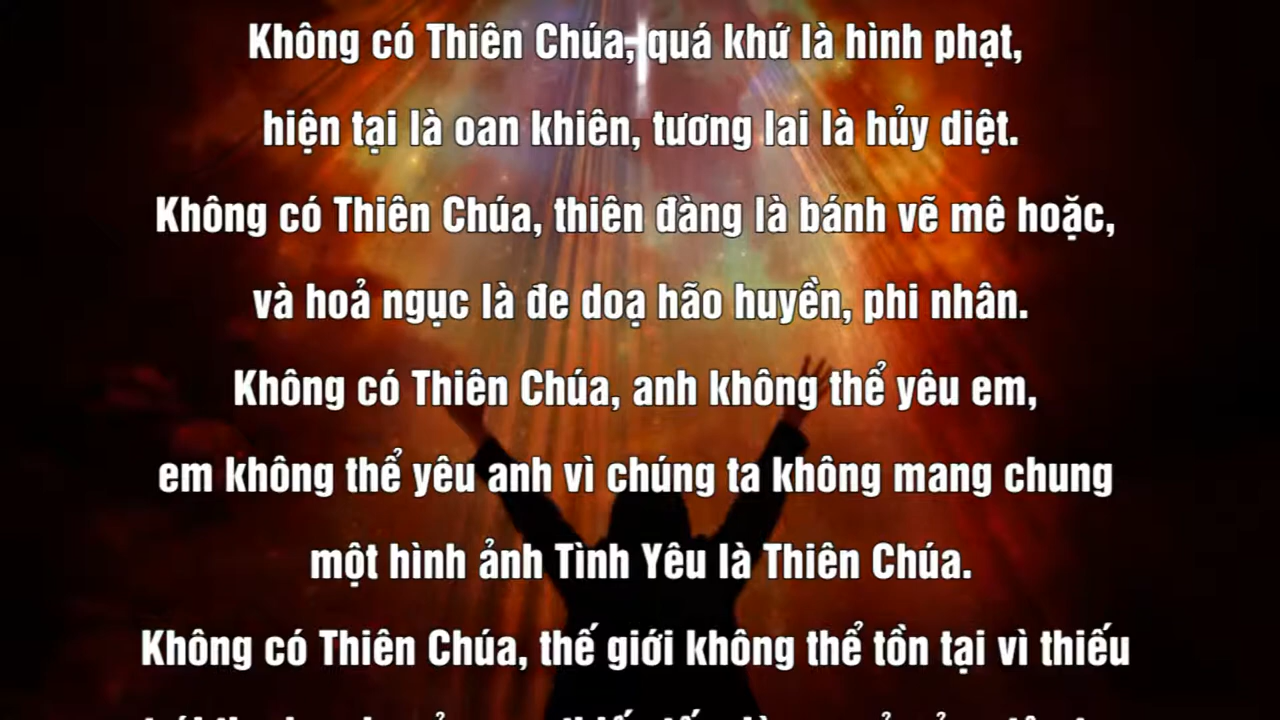 Không có Thiên Chúa, quá khứ là hình phạt,
hiện tại là oan khiên, tương lai là hủy diệt.
Không có Thiên Chúa, thiên đàng là bánh vẽ mê hoặc,
và hoả ngục là đe doạ hão huyền, phi nhân.
Không có Thiên Chúa, anh không thể yêu em,
em không thể yêu anh vì chúng ta không mang chung
một hình ảnh Tình Yêu là Thiên Chúa.
Không có Thiên Chúa, thế giới không thể tồn tại vì thiếu